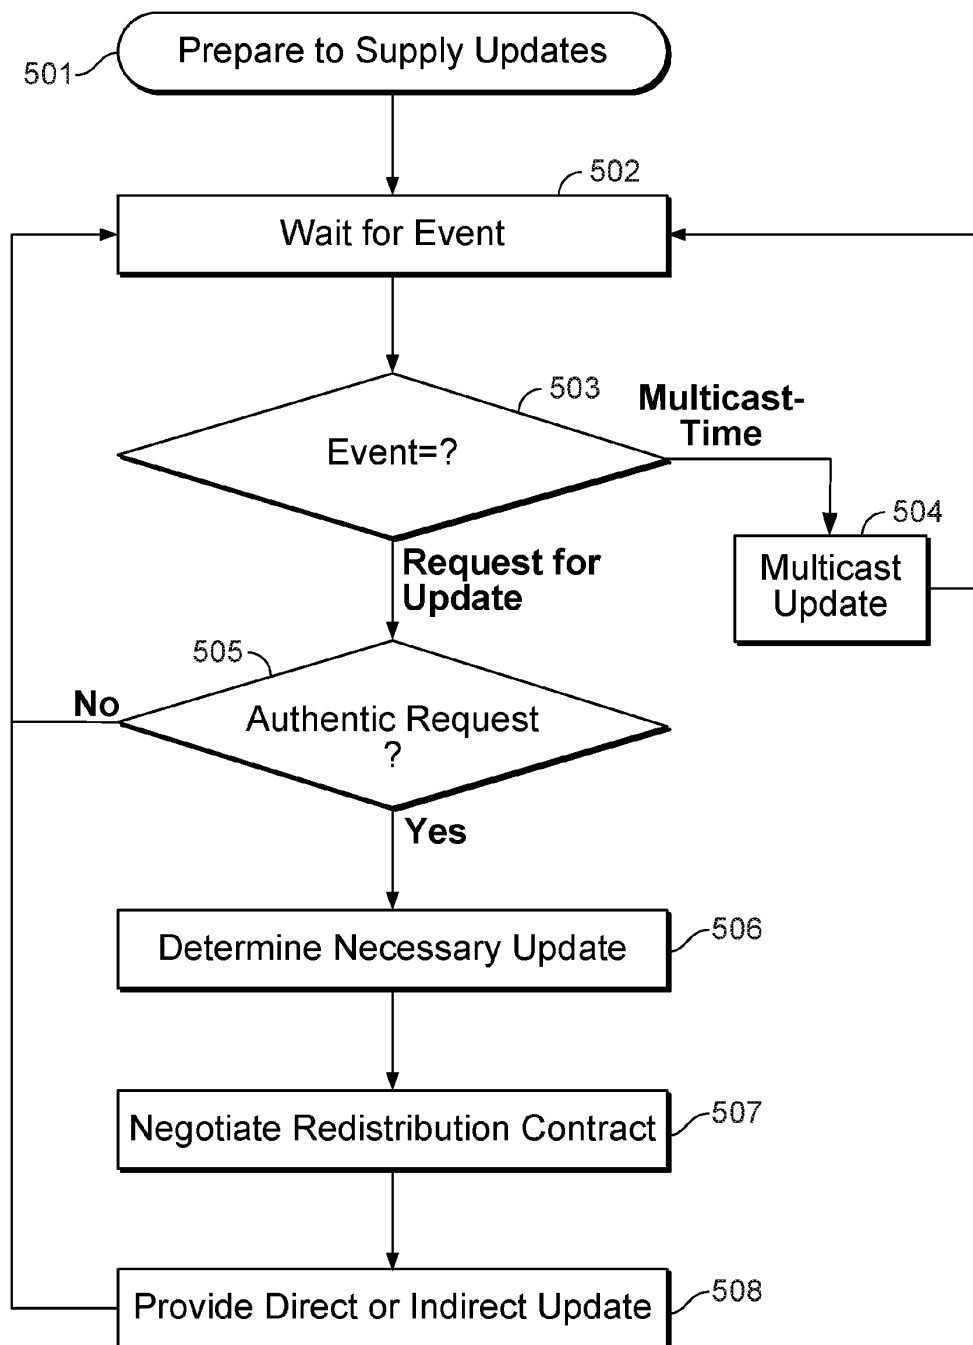 Prepare to Supply Updates
501
502
Wait for Event
503
Event=?
Multicast-
Time
504
Multicast
Update
Request for
Update
505
No
Authentic Request
?
Yes
506
Determine Necessary Update
507
Negotiate Redistribution Contract
508
Provide Direct or Indirect Update